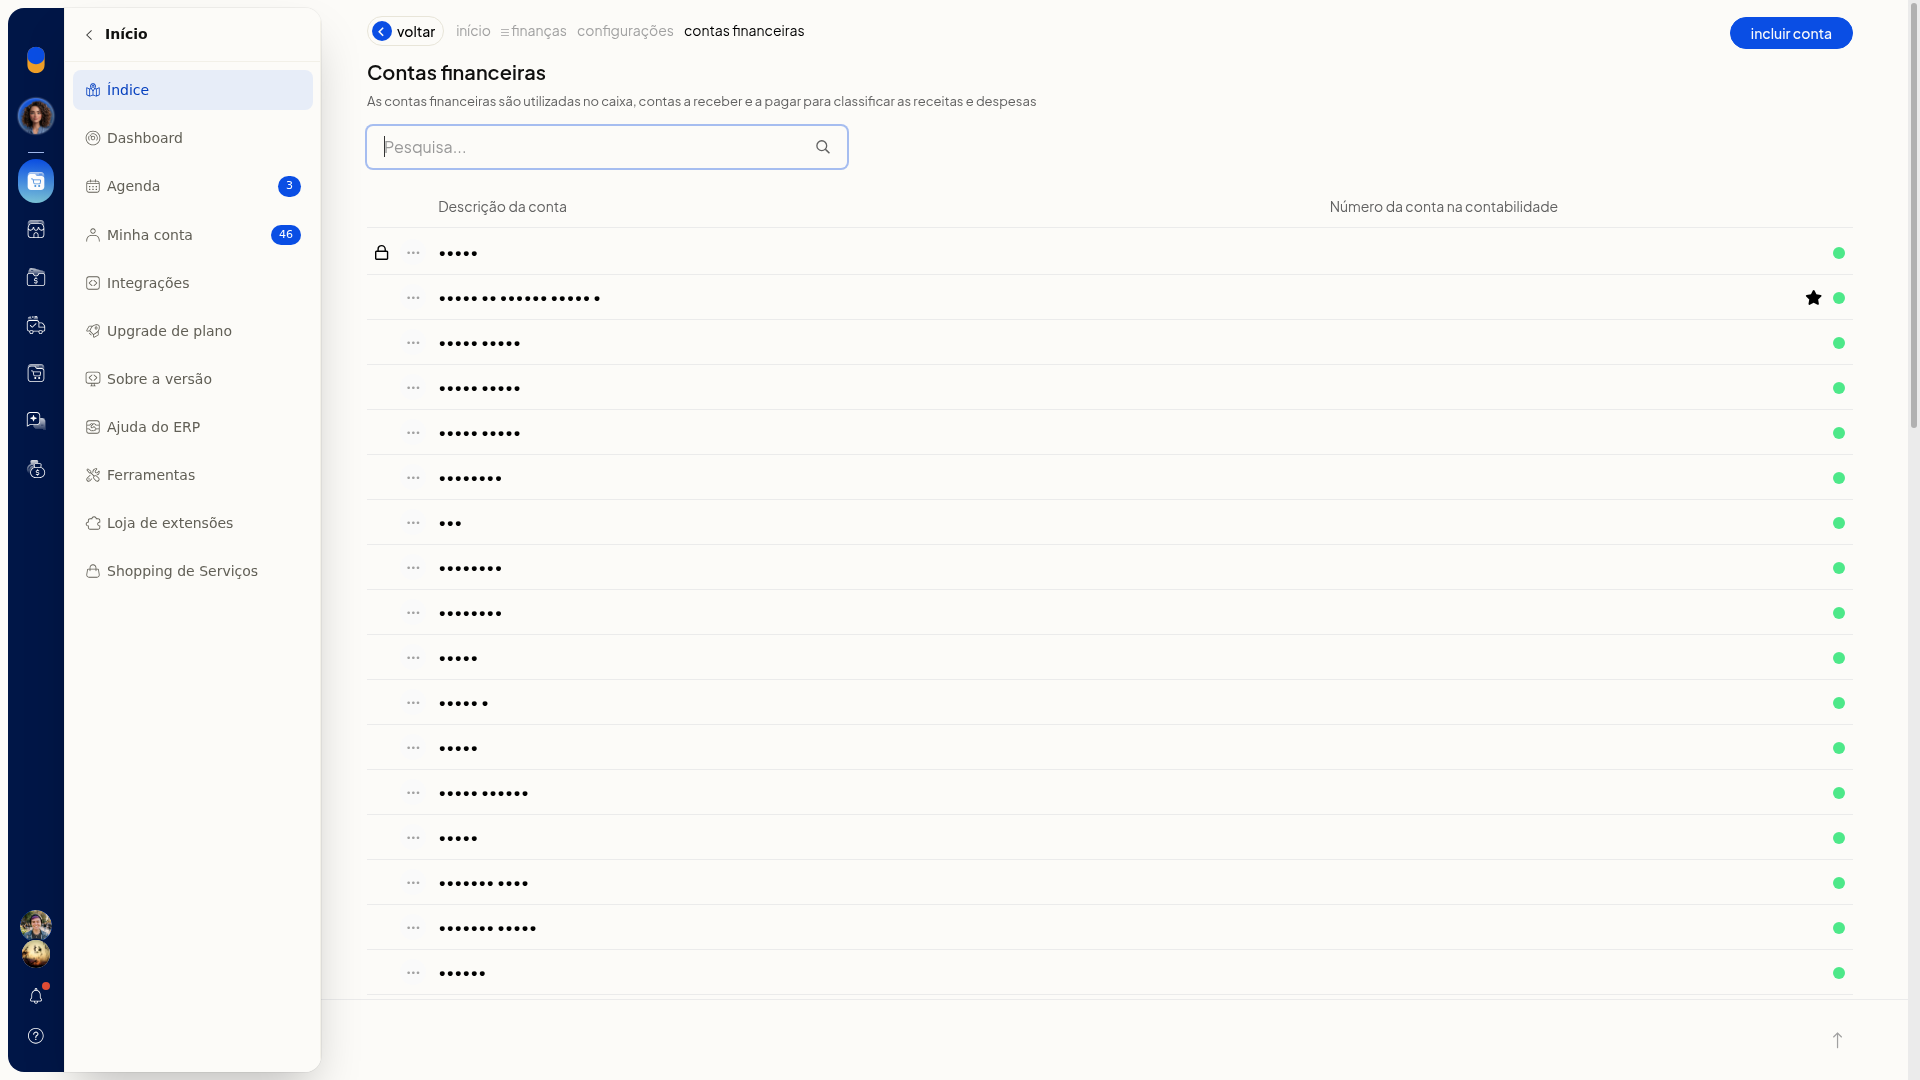 Início
Índice
Dashboard
Agenda 3
Minha conta 46
Integrações
Upgrade de plano
Sobre a versão
Ajuda do ERP
Ferramentas
Loja de extensões
Shopping de Serviços
voltar início finanças configurações contas financeiras
incluir conta
Contas financeiras
As contas financeiras são utilizadas no caixa, contas a receber e a pagar para classificar as receitas e despesas
Pesquisa...
Descrição da conta Número da conta na contabilidade
••••• 
••••• •• •••••• ••••• •
••••• •••••
••••• •••••
••••• •••••
••••••••
•••
••••••••
••••••••
•••••
••••• •
•••••
••••• ••••••
•••••
••••••• ••••
••••••• •••••
••••••